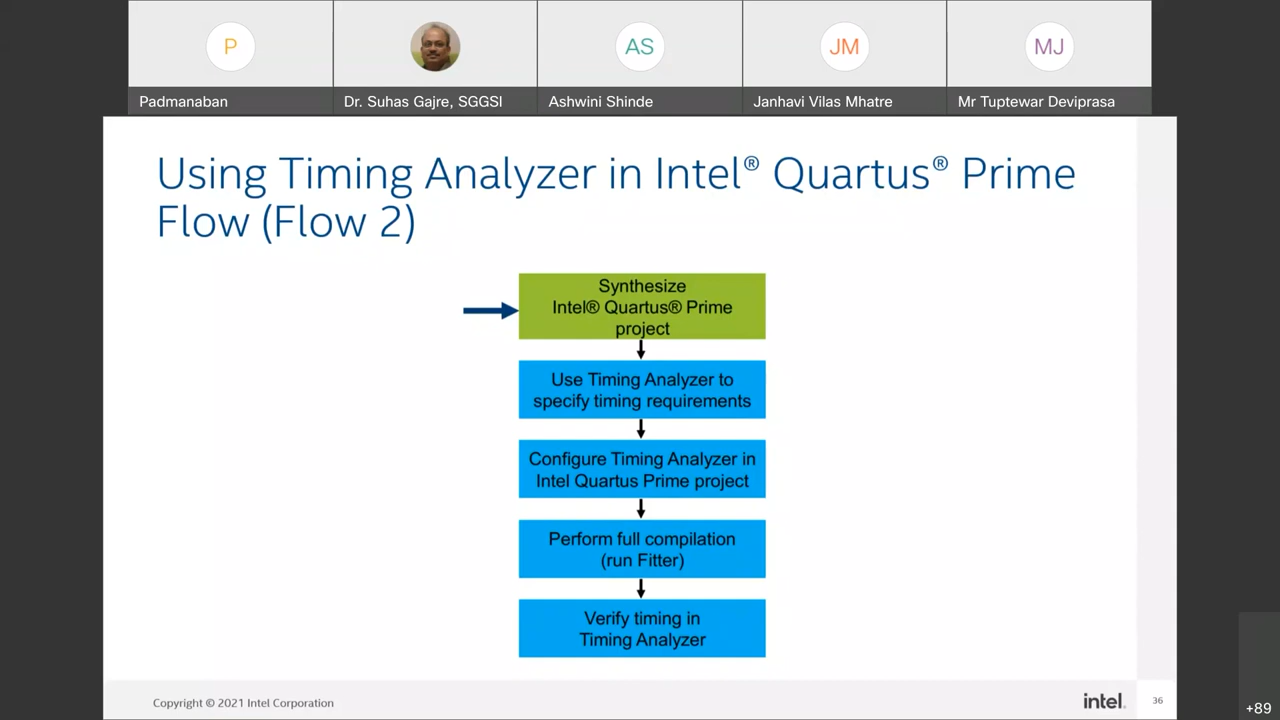 P
AS
JM
MJ
Padmanaban
Dr. Suhas Gajre, SGGSI
Ashwini Shinde
Janhavi Vilas Mhatre
Mr Tuptewar Deviprasa
Using Timing Analyzer in Intel® Quartus® Prime
Flow (Flow 2)
Synthesize
Intel® Quartus® Prime
project
Use Timing Analyzer to
specify timing requirements
Configure Timing Analyzer in
Intel Quartus Prime project
Perform full compilation
(run Fitter)
Verify timing in
Timing Analyzer
Copyright © 2021 Intel Corporation
intel.
36
+89